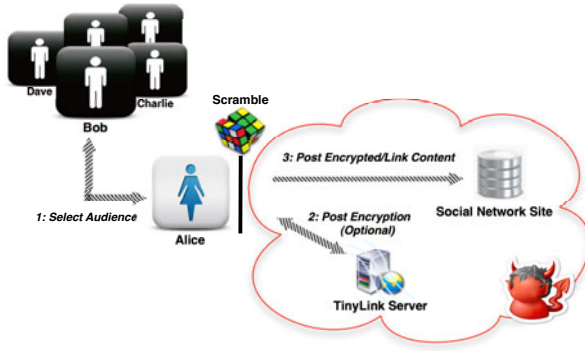 Dave
Charlie
Bob
Scramble
3: Post Encrypted/Link Content
1: Select Audience
Alice
2: Post Encryption
(Optional)
Social Network Site
TinyLink Server